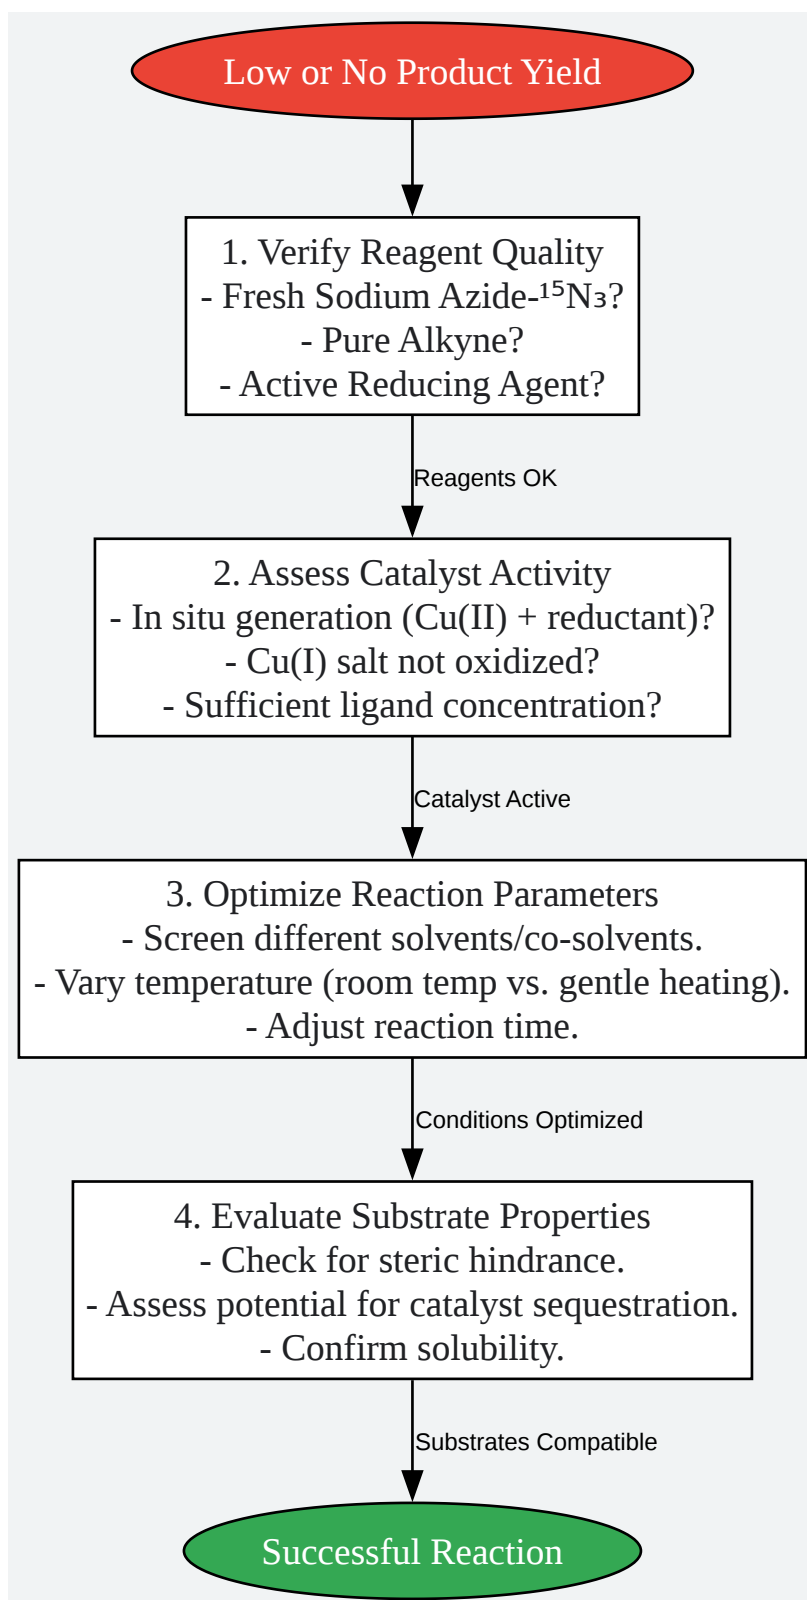 Low or No Product Yield
1. Verify Reagent Quality
- Fresh Sodium Azide-¹⁵N₃?
- Pure Alkyne?
- Active Reducing Agent?
Reagents OK
2. Assess Catalyst Activity
- In situ generation (Cu(II) + reductant)?
- Cu(I) salt not oxidized?
- Sufficient ligand concentration?
Catalyst Active
3. Optimize Reaction Parameters
- Screen different solvents/co-solvents.
- Vary temperature (room temp vs. gentle heating).
- Adjust reaction time.
Conditions Optimized
4. Evaluate Substrate Properties
- Check for steric hindrance.
- Assess potential for catalyst sequestration.
- Confirm solubility.
Substrates Compatible
Successful Reaction